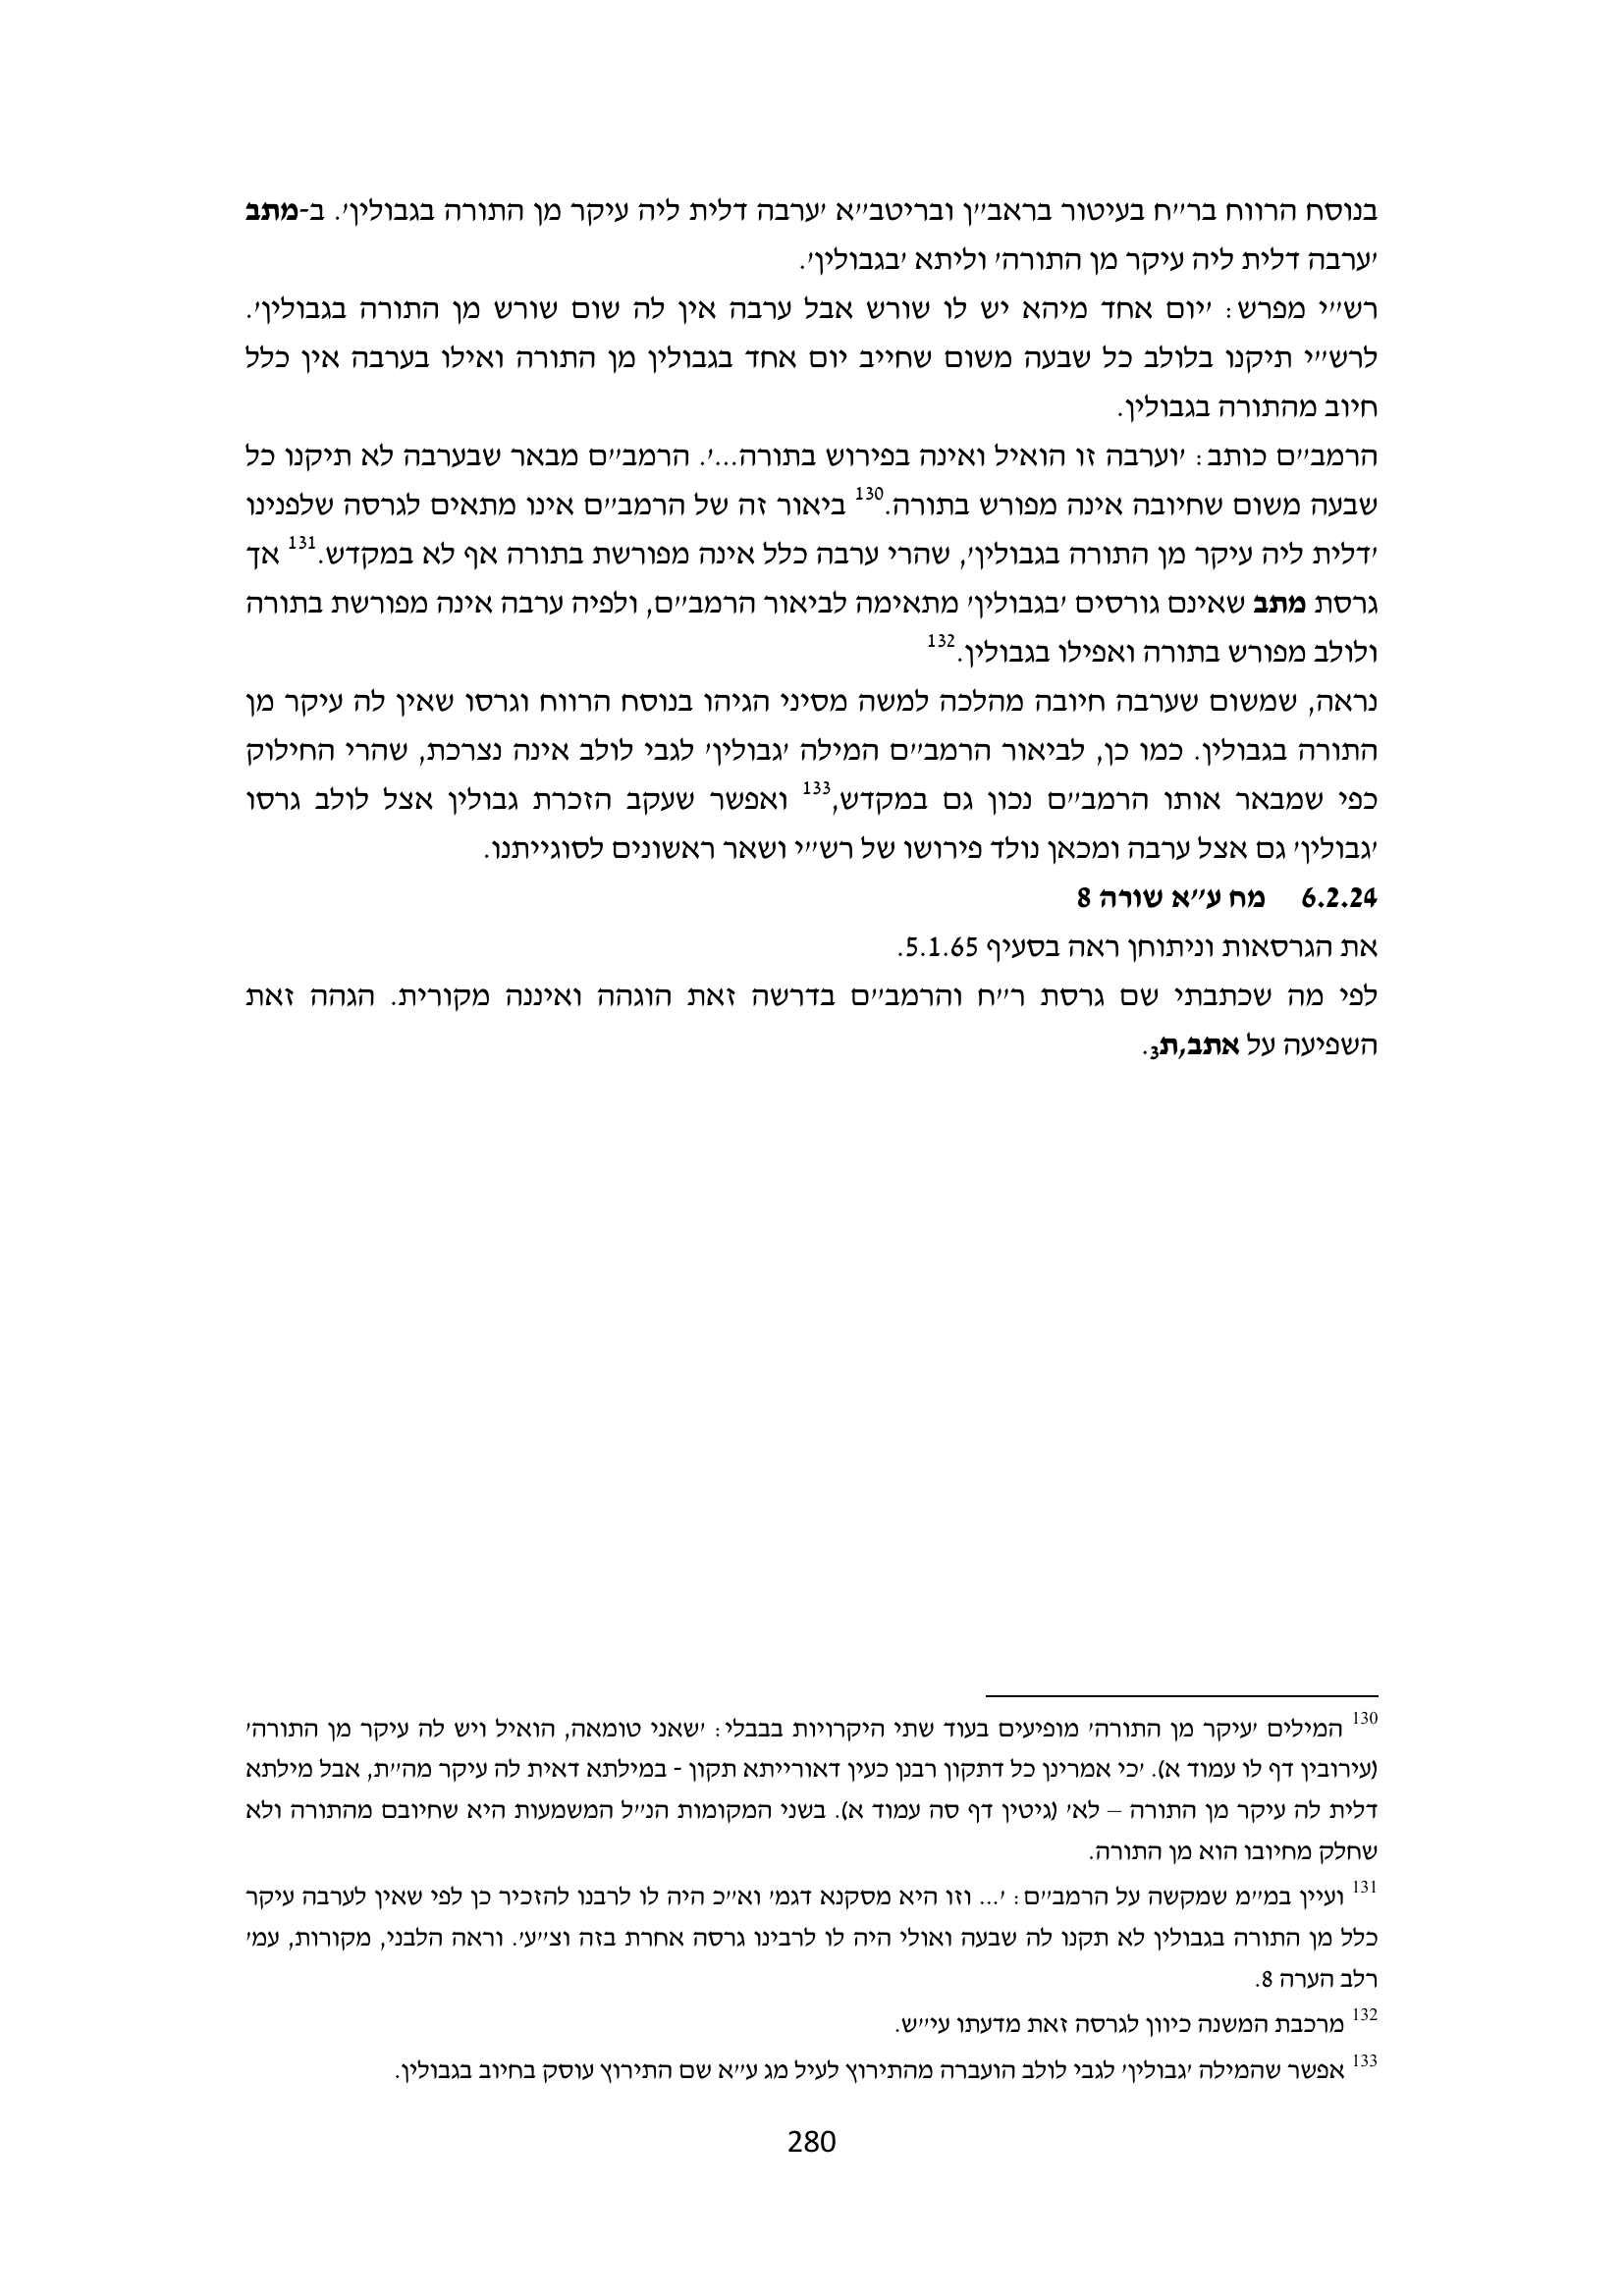 בנוסח הרווח בר״ח בעיטור בראב״ן ובריטב״א ׳ערבה דלית ליה עיקר מן התורה בגבולין׳. ב-מתב
׳ערבה דלית ליה עיקר מן התורה׳ וליתא ׳בגבולין׳.
רש״י מפרש: ׳יום אחד מיהא יש לו שורש אבל ערבה אין לה שום שורש מן התורה בגבולין׳.
לרש״י תיקנו בלולב כל שבעה משום שחייב יום אחד בגבולין מן התורה ואילו בערבה אין כלל
חיוב מהתורה בגבולין.
הרמב״ם כותב: ׳וערבה זו הואיל ואינה בפירוש בתורה...׳. הרמב״ם מבאר שבערבה לא תיקנו כל
שבעה משום שחיובה אינה מפורש בתורה.130 ביאור זה של הרמב״ם אינו מתאים לגרסה שלפנינו
׳דלית ליה עיקר מן התורה בגבולין׳, שהרי ערבה כלל אינה מפורשת בתורה אף לא במקדש.131 אך
גרסת מתב שאינם גורסים ׳בגבולין׳ מתאימה לביאור הרמב״ם, ולפיה ערבה אינה מפורשת בתורה
ולולב מפורש בתורה ואפילו בגבולין.132
נראה, שמשום שערבה חיובה מהלכה למשה מסיני הגיהו בנוסח הרווח וגרסו שאין לה עיקר מן
התורה בגבולין. כמו כן, לביאור הרמב״ם המילה ׳גבולין׳ לגבי לולב אינה נצרכת, שהרי החילוק
כפי שמבאר אותו הרמב״ם נכון גם במקדש,133 ואפשר שעקב הזכרת גבולין אצל לולב גרסו
׳גבולין׳ גם אצל ערבה ומכאן נולד פירושו של רש״י ושאר ראשונים לסוגייתנו.
6.2.24 מח ע״א שורה 8
את הגרסאות וניתוחן ראה בסעיף 5.1.65.
לפי מה שכתבתי שם גרסת ר״ח והרמב״ם בדרשה זאת הוגהה ואיננה מקורית. הגהה זאת
השפיעה על אתב,ת3.
130 המילים ׳עיקר מן התורה׳ מופיעים בעוד שתי היקרויות בבבלי: ׳שאני טומאה, הואיל ויש לה עיקר מן התורה׳
(עירובין דף לו עמוד א). ׳כי אמרינן כל דתקון רבנן כעין דאורייתא תקון - במילתא דאית לה עיקר מה״ת, אבל מילתא
דלית לה עיקר מן התורה – לא׳ (גיטין דף סה עמוד א). בשני המקומות הנ״ל המשמעות היא שחיובם מהתורה ולא
שחלק מחיובו הוא מן התורה.
131 ועיין במ״מ שמקשה על הרמב״ם: ׳... וזו היא מסקנא דגמ׳ וא״כ היה לו לרבנו להזכיר כן לפי שאין לערבה עיקר
כלל מן התורה בגבולין לא תקנו לה שבעה ואולי היה לו לרבינו גרסה אחרת בזה וצ״ע׳. וראה הלבני, מקורות, עמ׳
רלב הערה 8.
132 מרכבת המשנה כיוון לגרסה זאת מדעתו עי״ש.
133 אפשר שהמילה ׳גבולין׳ לגבי לולב הועברה מהתירוץ לעיל מג ע״א שם התירוץ עוסק בחיוב בגבולין.
280